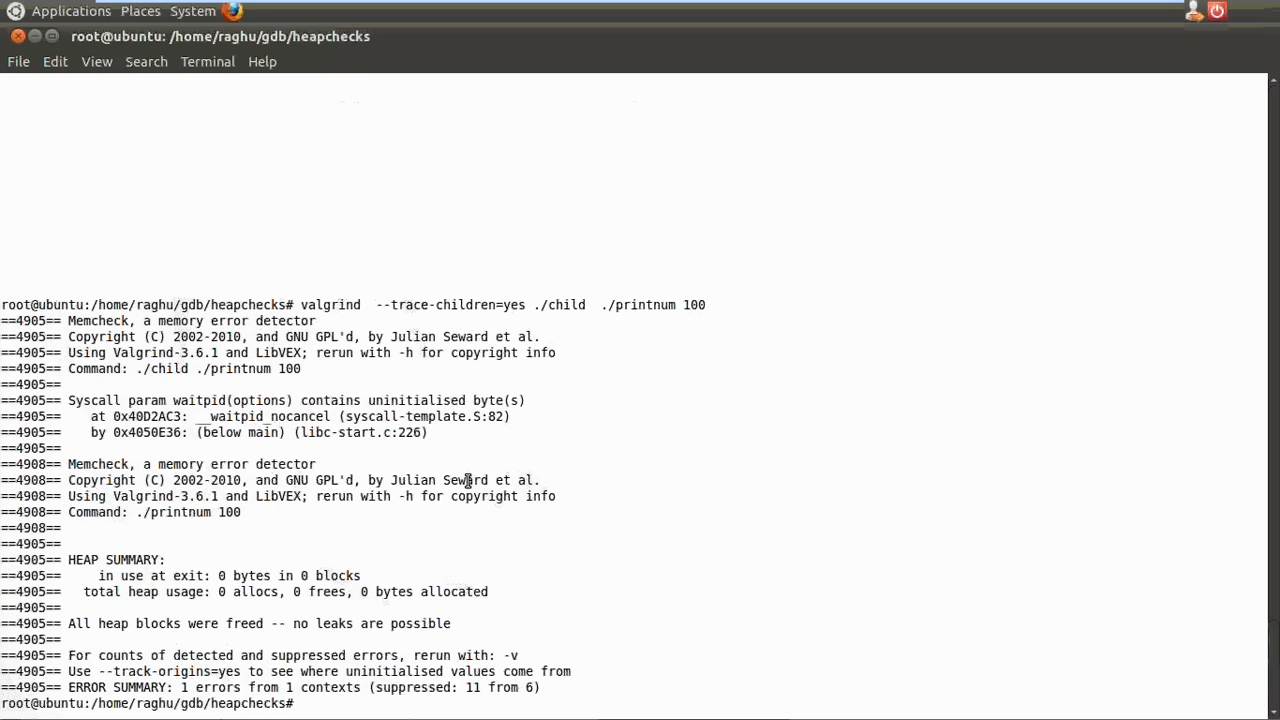 Applications Places System
root@ubuntu: /home/raghu/gdb/heapchecks
File Edit View Search Terminal Help
root@ubuntu:/home/raghu/gdb/heapchecks# valgrind  --trace-children=yes ./child  ./printnum 100
==4905== Memcheck, a memory error detector
==4905== Copyright (C) 2002-2010, and GNU GPL'd, by Julian Seward et al.
==4905== Using Valgrind-3.6.1 and LibVEX; rerun with -h for copyright info
==4905== Command: ./child ./printnum 100
==4905==
==4905== Syscall param waitpid(options) contains uninitialised byte(s)
==4905==    at 0x40D2AC3: __waitpid_nocancel (syscall-template.S:82)
==4905==    by 0x4050E36: (below main) (libc-start.c:226)
==4905==
==4908== Memcheck, a memory error detector
==4908== Copyright (C) 2002-2010, and GNU GPL'd, by Julian Seward et al.
==4908== Using Valgrind-3.6.1 and LibVEX; rerun with -h for copyright info
==4908== Command: ./printnum 100
==4908==
==4905==
==4905== HEAP SUMMARY:
==4905==     in use at exit: 0 bytes in 0 blocks
==4905==   total heap usage: 0 allocs, 0 frees, 0 bytes allocated
==4905==
==4905== All heap blocks were freed -- no leaks are possible
==4905==
==4905== For counts of detected and suppressed errors, rerun with: -v
==4905== Use --track-origins=yes to see where uninitialised values come from
==4905== ERROR SUMMARY: 1 errors from 1 contexts (suppressed: 11 from 6)
root@ubuntu:/home/raghu/gdb/heapchecks#